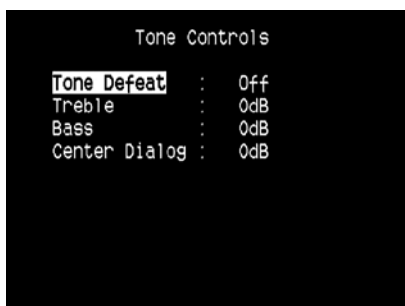 Tone Controls
Tone Defeat : Off
Treble : 0dB
Bass : 0dB
Center Dialog : 0dB